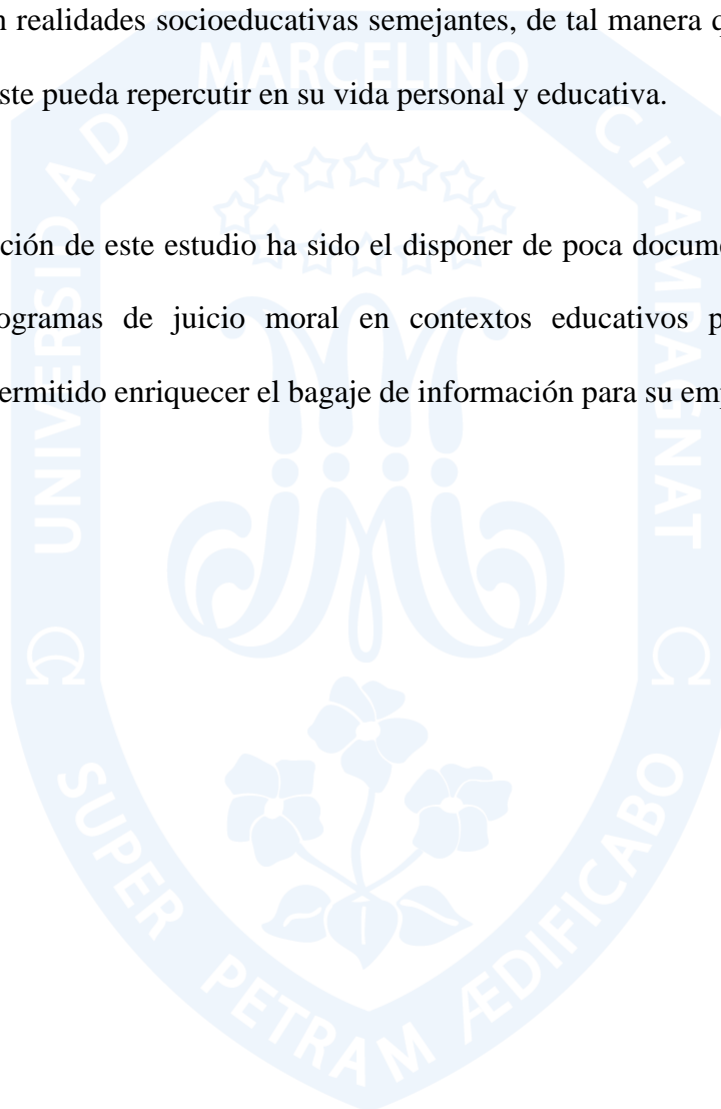 n realidades socioeducativas semejantes, de tal manera q
ste pueda repercutir en su vida personal y educativa.
ción de este estudio ha sido el disponer de poca docum
ogramas de juicio moral en contextos educativos p
ermitido enriquecer el bagaje de información para su em
UNIVERSIDAD
MARCELINO
CHAMPAGNAT
SUPER PETRAM ÆDIFICABO